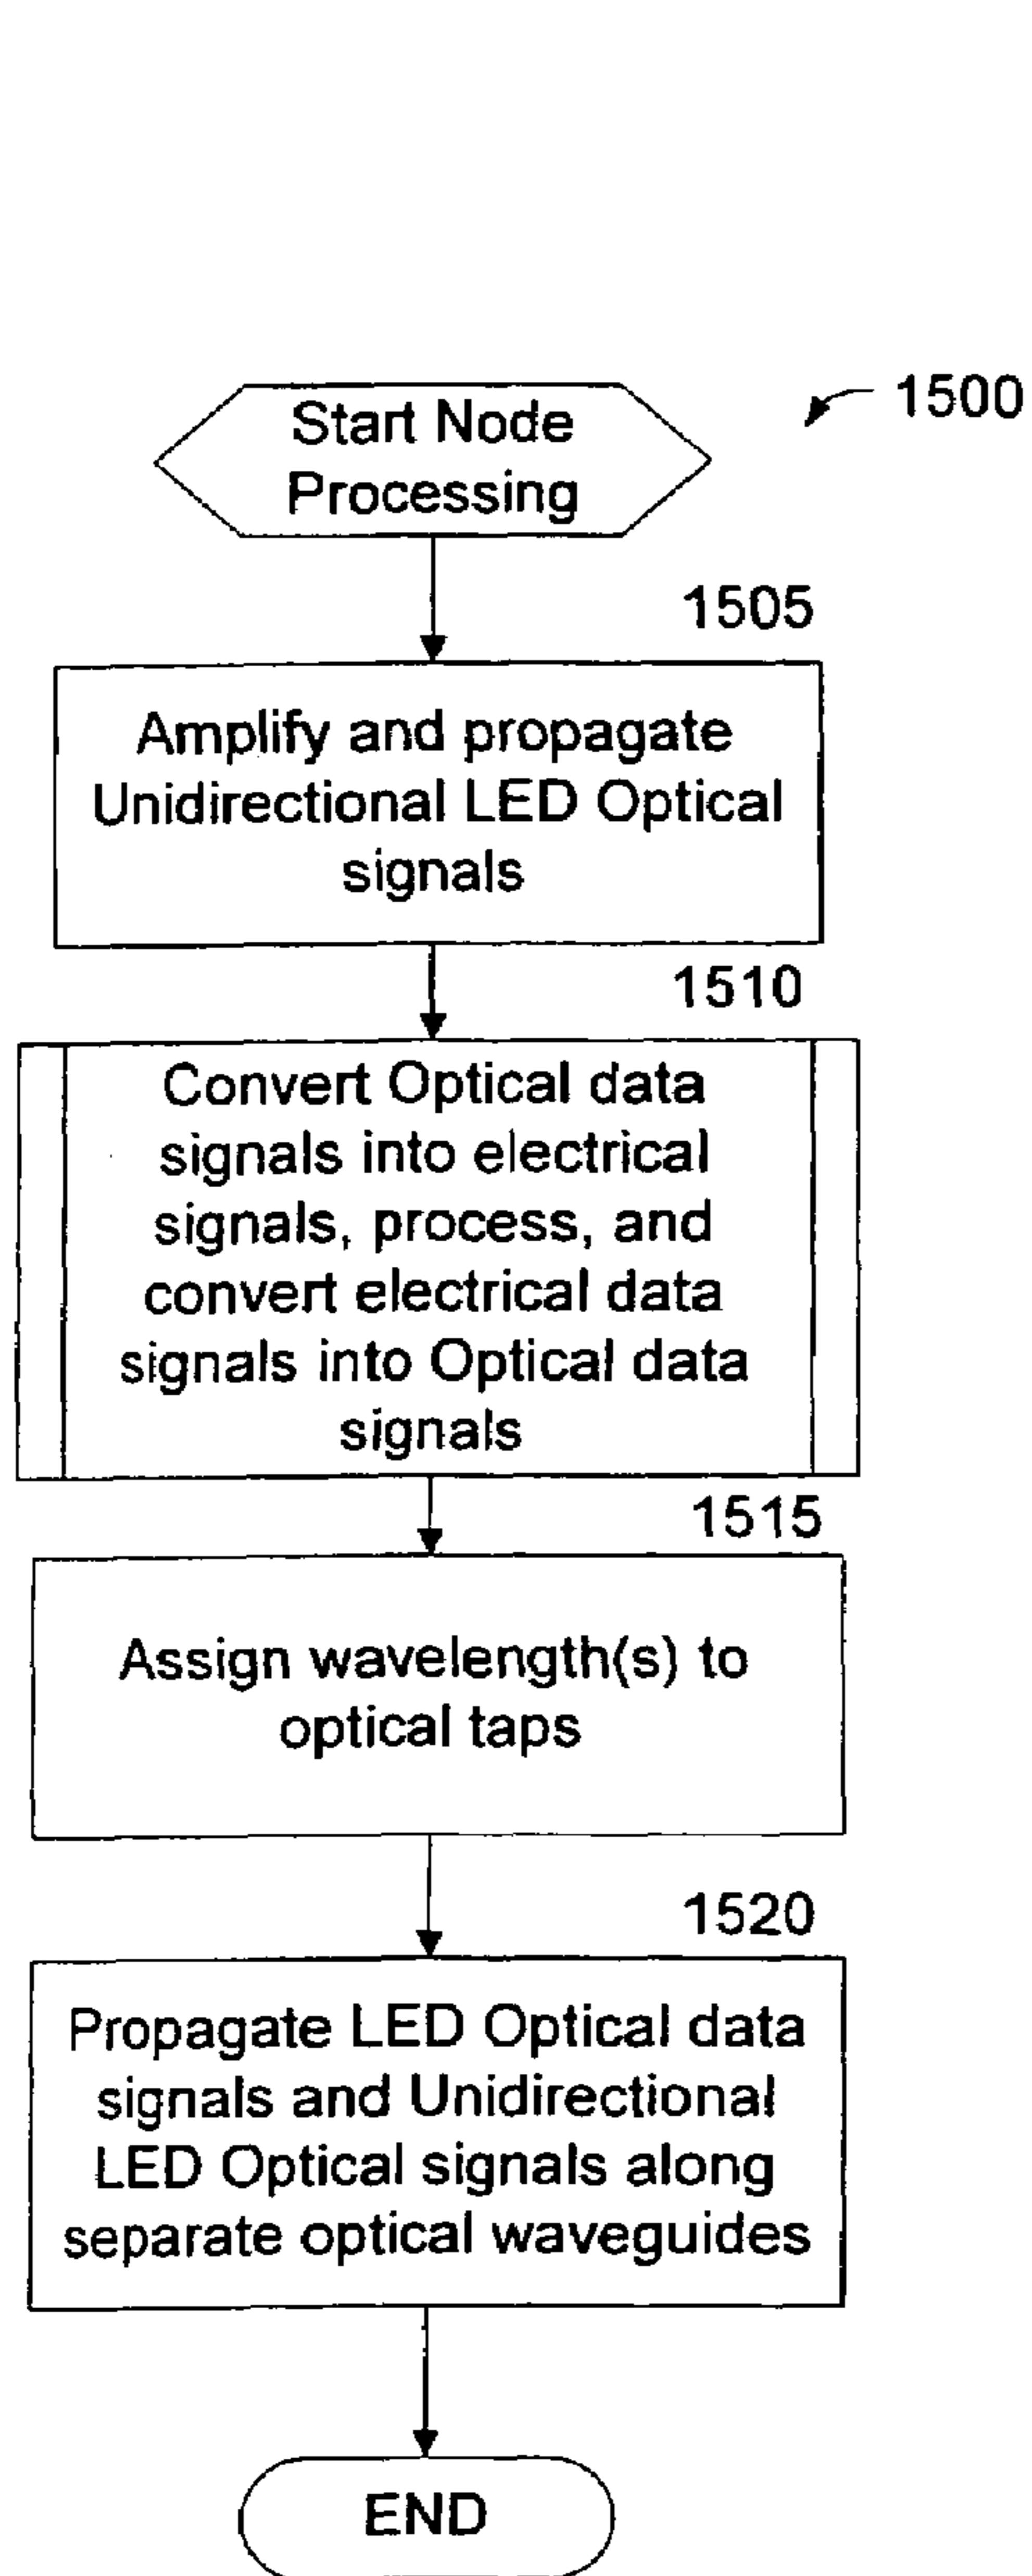 Start Node
Processing
1500
1505
Amplify and propagate
Unidirectional LED Optical
signals
1510
Convert Optical data
signals into electrical
signals, process, and
convert electrical data
signals into Optical data
signals
1515
Assign wavelength(s) to
optical taps
1520
Propagate LED Optical data
signals and Unidirectional
LED Optical signals along
separate optical waveguides
END